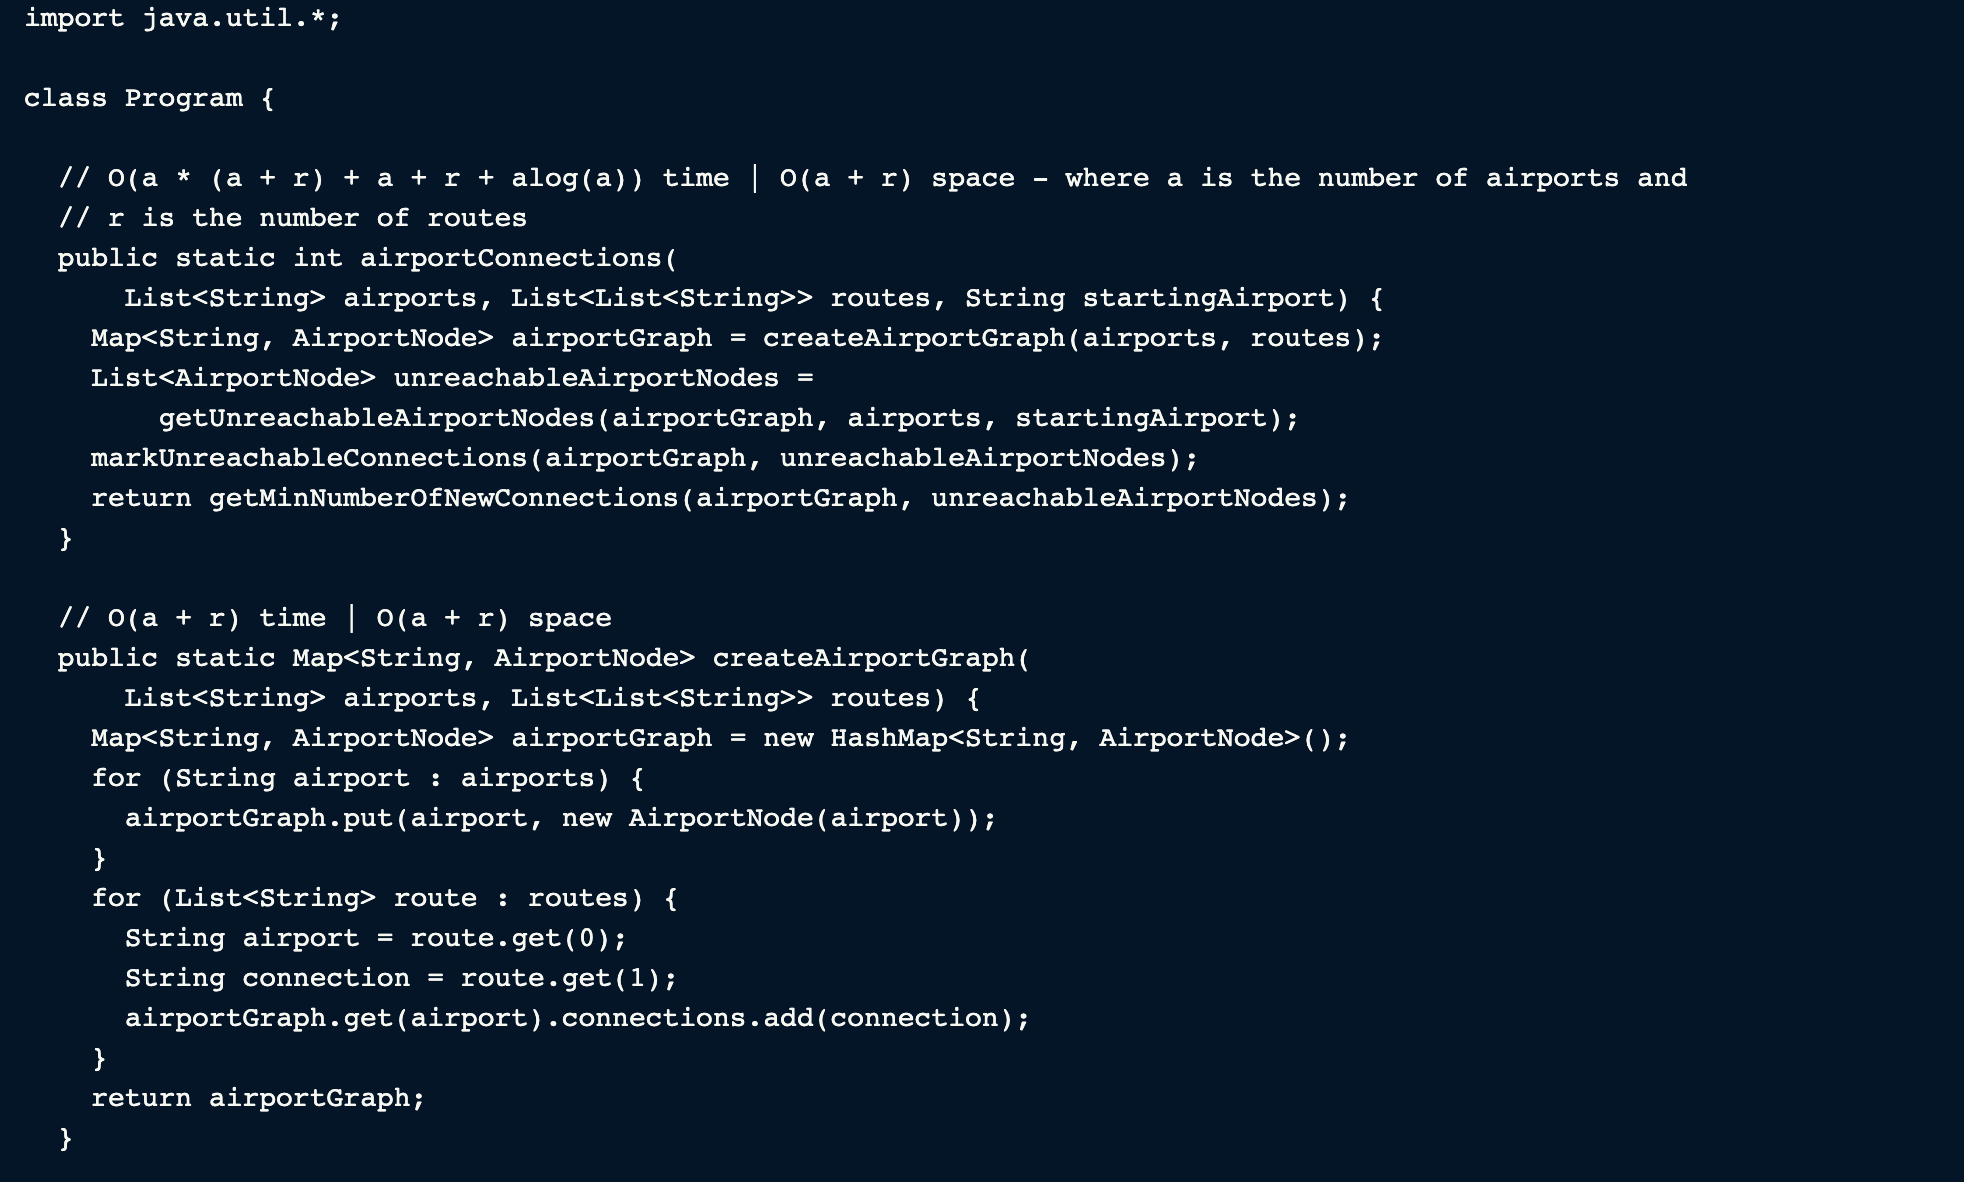 import java.util.*;
class Program {
// O(a * (a + r) + a + r + alog(a)) time | O(a + r) space – where a is the number of airports and
// r is the number of routes
public static int airportConnections(
List<String> airports, List<List<String>> routes, String startingAirport) {
Map<String, AirportNode> airportGraph = createAirportGraph(airports, routes);
List<AirportNode> unreachableAirportNodes =
getUnreachableAirportNodes(airportGraph, airports, startingAirport);
markUnreachableConnections(airportGraph, unreachableAirportNodes);
return getMinNumberOfNewConnections(airportGraph, unreachableAirportNodes);
}
// O(a + r) time | O(a + r) space
public static Map<String, AirportNode> createAirportGraph(
List<String> airports, List<List<String>> routes) {
Map<String, AirportNode> airportGraph = new HashMap<String, AirportNode>();
for (String airport : airports) {
airportGraph.put(airport, new AirportNode(airport));
}
for (List<String> route : routes) {
String airport = route.get(0);
String connection = route.get(1);
airportGraph.get(airport).connections.add(connection);
}
return airportGraph;
}